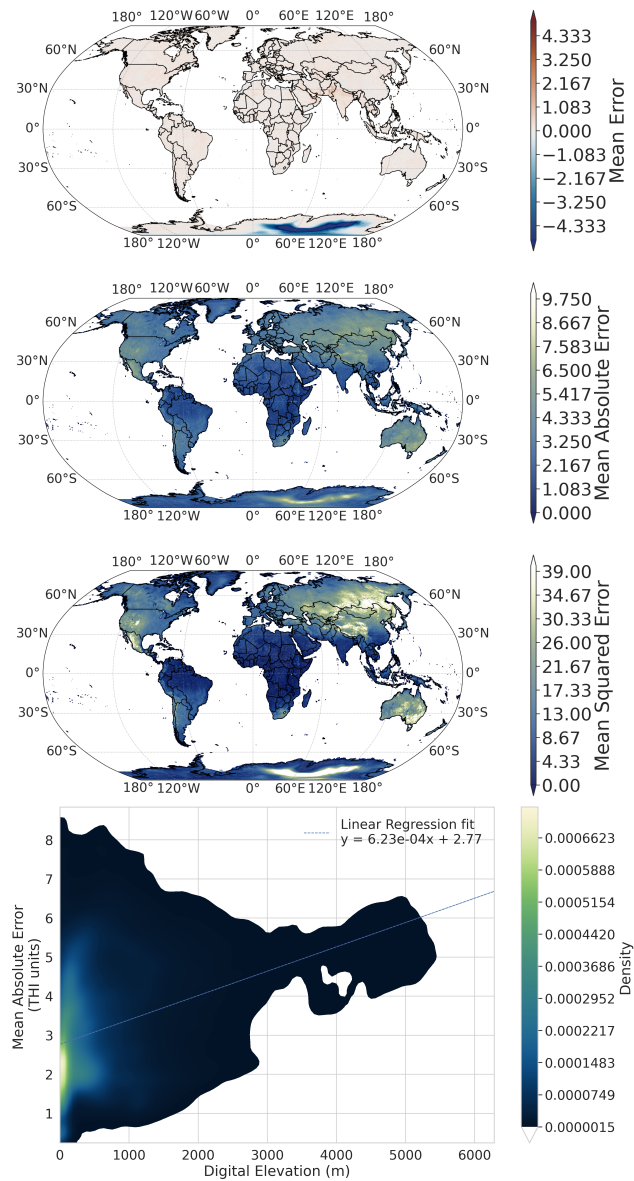 180° 120°W 60°W 0° 60°E 120°E 180°
60°N
60°N
30°N
30°N
0°
0°
30°S
30°S
60°S
60°S
180° 120°W 0° 60°E 120°E 180°
4.333
3.250
2.167
1.083
0.000
−1.083
−2.167
−3.250
−4.333
Mean Error
180° 120°W 60°W 0° 60°E 120°E 180°
60°N
60°N
30°N
30°N
0°
0°
30°S
30°S
60°S
60°S
180° 120°W 0° 60°E 120°E 180°
9.750
8.667
7.583
6.500
5.417
4.333
3.250
2.167
1.083
0.000
Mean Absolute Error
180° 120°W 60°W 0° 60°E 120°E 180°
60°N
60°N
30°N
30°N
0°
0°
30°S
30°S
60°S
60°S
180° 120°W 0° 60°E 120°E 180°
39.00
34.67
30.33
26.00
21.67
17.33
13.00
8.67
4.33
0.00
Mean Squared Error
Linear Regression fit
y = 6.23e-04x + 2.77
8
7
6
5
4
3
2
1
Mean Absolute Error
(THI units)
0 1000 2000 3000 4000 5000 6000
Digital Elevation (m)
0.0006623
0.0005888
0.0005154
0.0004420
0.0003686
0.0002952
0.0002217
0.0001483
0.0000749
0.0000015
Density